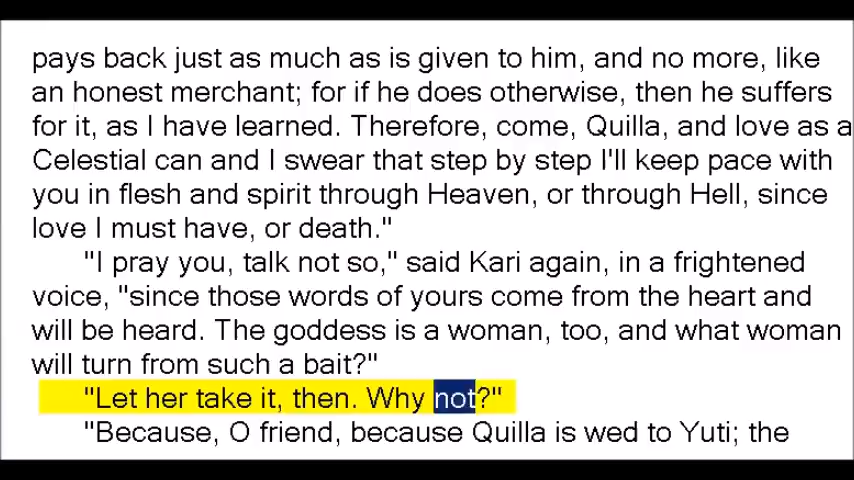 pays back just as much as is given to him, and no more, like
an honest merchant; for if he does otherwise, then he suffers
for it, as I have learned. Therefore, come, Quilla, and love as a
Celestial can and I swear that step by step I'll keep pace with
you in flesh and spirit through Heaven, or through Hell, since
love I must have, or death."
"I pray you, talk not so," said Kari again, in a frightened
voice, "since those words of yours come from the heart and
will be heard. The goddess is a woman, too, and what woman
will turn from such a bait?"
"Let her take it, then. Why not?"
"Because, O friend, because Quilla is wed to Yuti; the